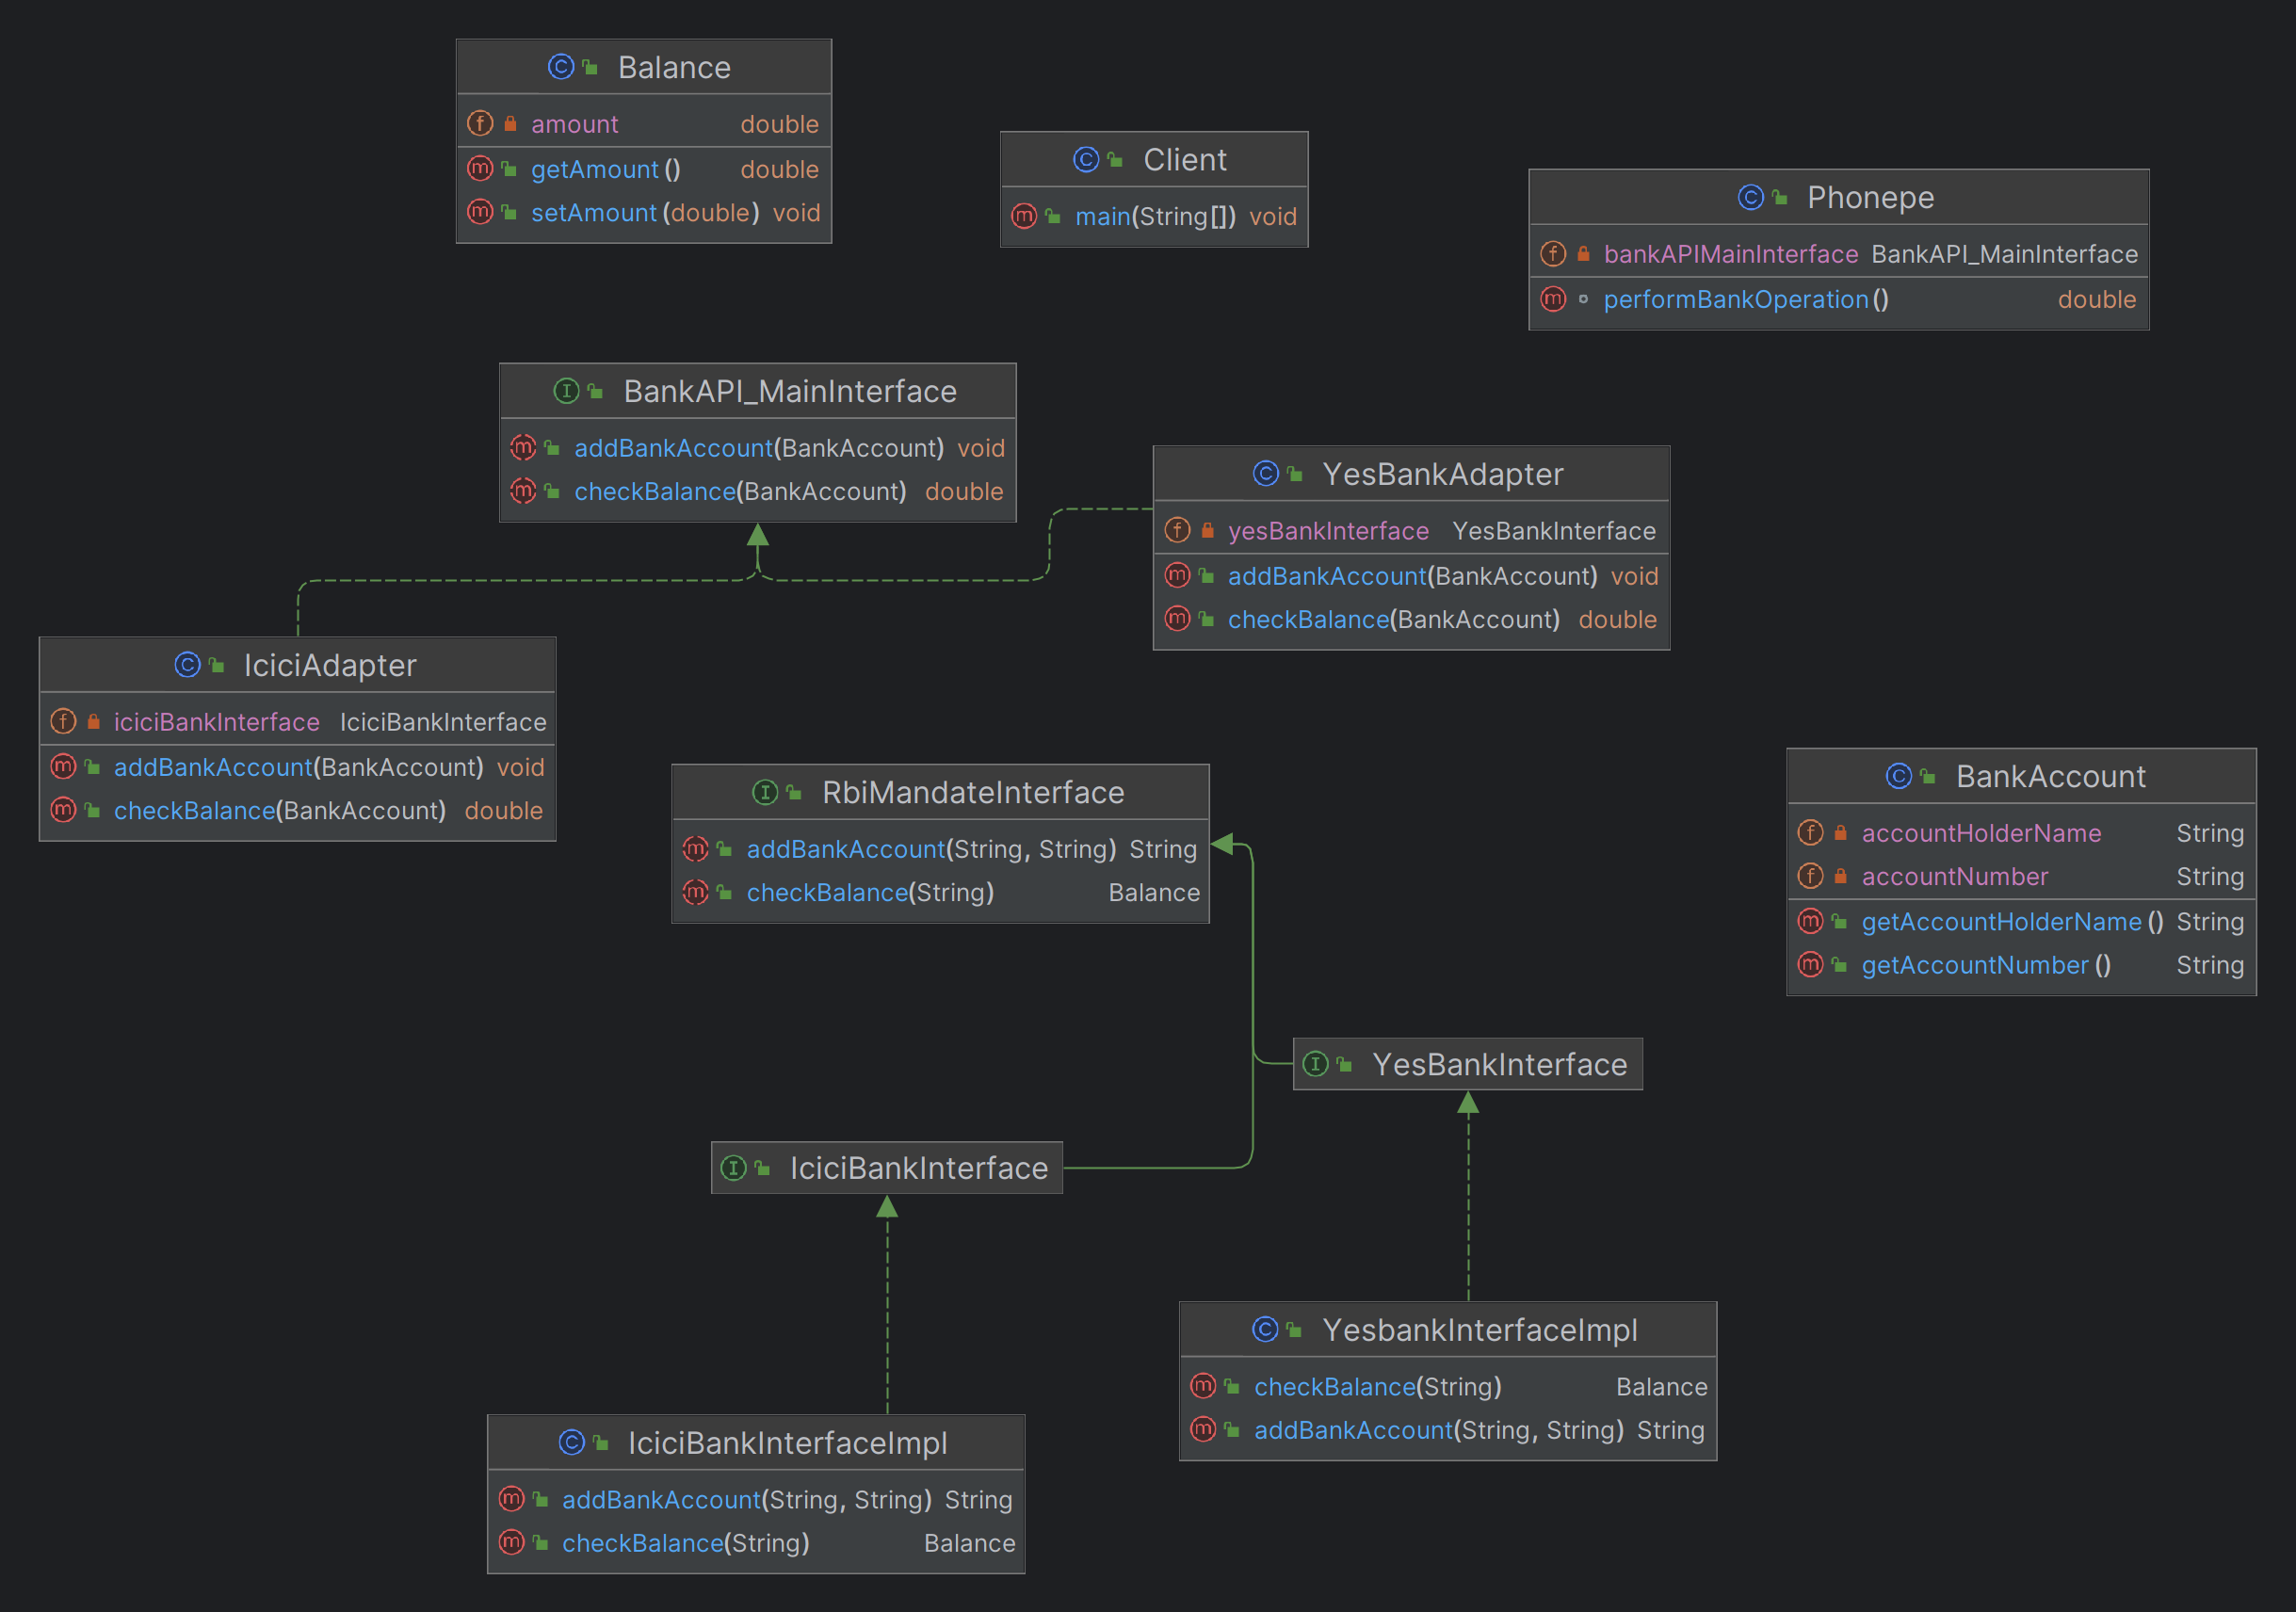 Balance
amount double
getAmount() double
setAmount(double) void
Client
main(String[]) void
Phonepe
bankAPIMainInterface BankAPI_MainInterface
performBankOperation() double
BankAPI_MainInterface
addBankAccount(BankAccount) void
checkBalance(BankAccount) double
YesBankAdapter
yesBankInterface YesBankInterface
addBankAccount(BankAccount) void
checkBalance(BankAccount) double
IciciAdapter
iciciBankInterface IciciBankInterface
addBankAccount(BankAccount) void
checkBalance(BankAccount) double
RbiMandateInterface
addBankAccount(String, String) String
checkBalance(String) Balance
BankAccount
accountHolderName String
accountNumber String
getAccountHolderName() String
getAccountNumber() String
YesBankInterface
IciciBankInterface
YesbankInterfaceImpl
checkBalance(String) Balance
addBankAccount(String, String) String
IciciBankInterfaceImpl
addBankAccount(String, String) String
checkBalance(String) Balance